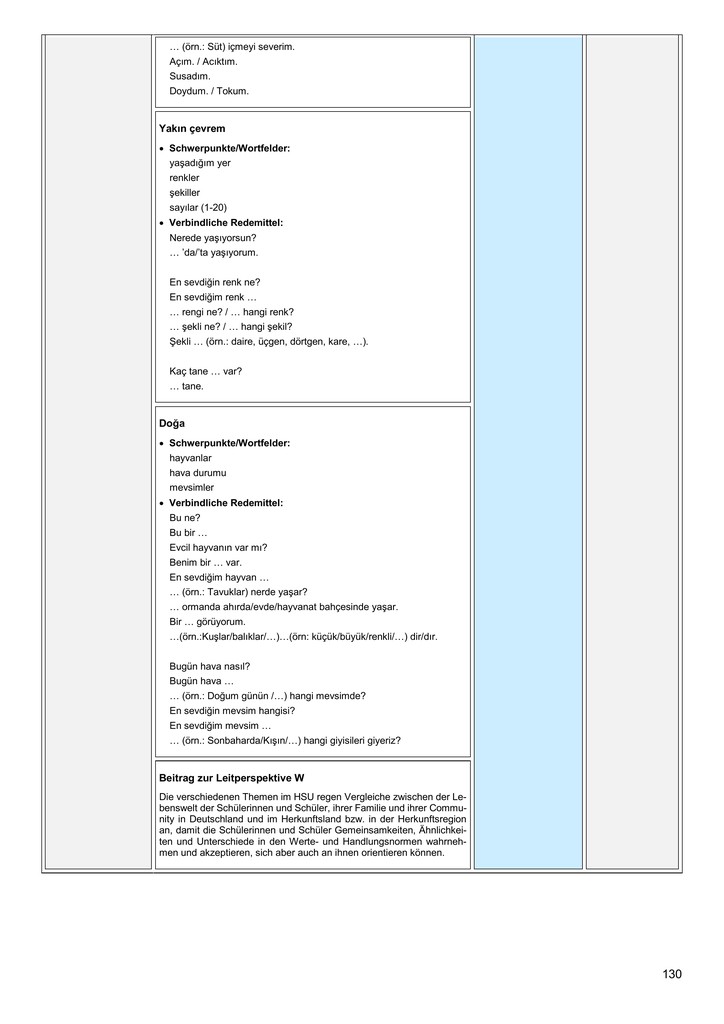 … (örn.: Süt) içmeyi severim.
Açım. / Acıktım.
Susadım.
Doydum. / Tokum.
Yakın çevrem
• Schwerpunkte/Wortfelder:
yaşadığım yer
renkler
şekiller
sayılar (1-20)
• Verbindliche Redemittel:
Nerede yaşıyorsun?
… ’da/’ta yaşıyorum.
En sevdiğin renk ne?
En sevdiğim renk …
… rengi ne? / … hangi renk?
… şekli ne? / … hangi şekil?
Şekli … (örn.: daire, üçgen, dörtgen, kare, …).
Kaç tane … var?
… tane.
Doğa
• Schwerpunkte/Wortfelder:
hayvanlar
hava durumu
mevsimler
• Verbindliche Redemittel:
Bu ne?
Bu bir …
Evcil hayvanın var mı?
Benim bir … var.
En sevdiğim hayvan …
… (örn.: Tavuklar) nerde yaşar?
… ormanda ahırda/evde/hayvanat bahçesinde yaşar.
Bir … görüyorum.
…(örn.:Kuşlar/balıklar/…)…(örn: küçük/büyük/renkli/…) dir/dır.
Bugün hava nasıl?
Bugün hava …
… (örn.: Doğum günün /…) hangi mevsimde?
En sevdiğin mevsim hangisi?
En sevdiğim mevsim …
… (örn.: Sonbaharda/Kışın/…) hangi giyisileri giyeriz?
Beitrag zur Leitperspektive W
Die verschiedenen Themen im HSU regen Vergleiche zwischen der Le-
benswelt der Schülerinnen und Schüler, ihrer Familie und ihrer Commu-
nity in Deutschland und im Herkunftsland bzw. in der Herkunftsregion
an, damit die Schülerinnen und Schüler Gemeinsamkeiten, Ähnlichkei-
ten und Unterschiede in den Werte- und Handlungsnormen wahrneh-
men und akzeptieren, sich aber auch an ihnen orientieren können.
130